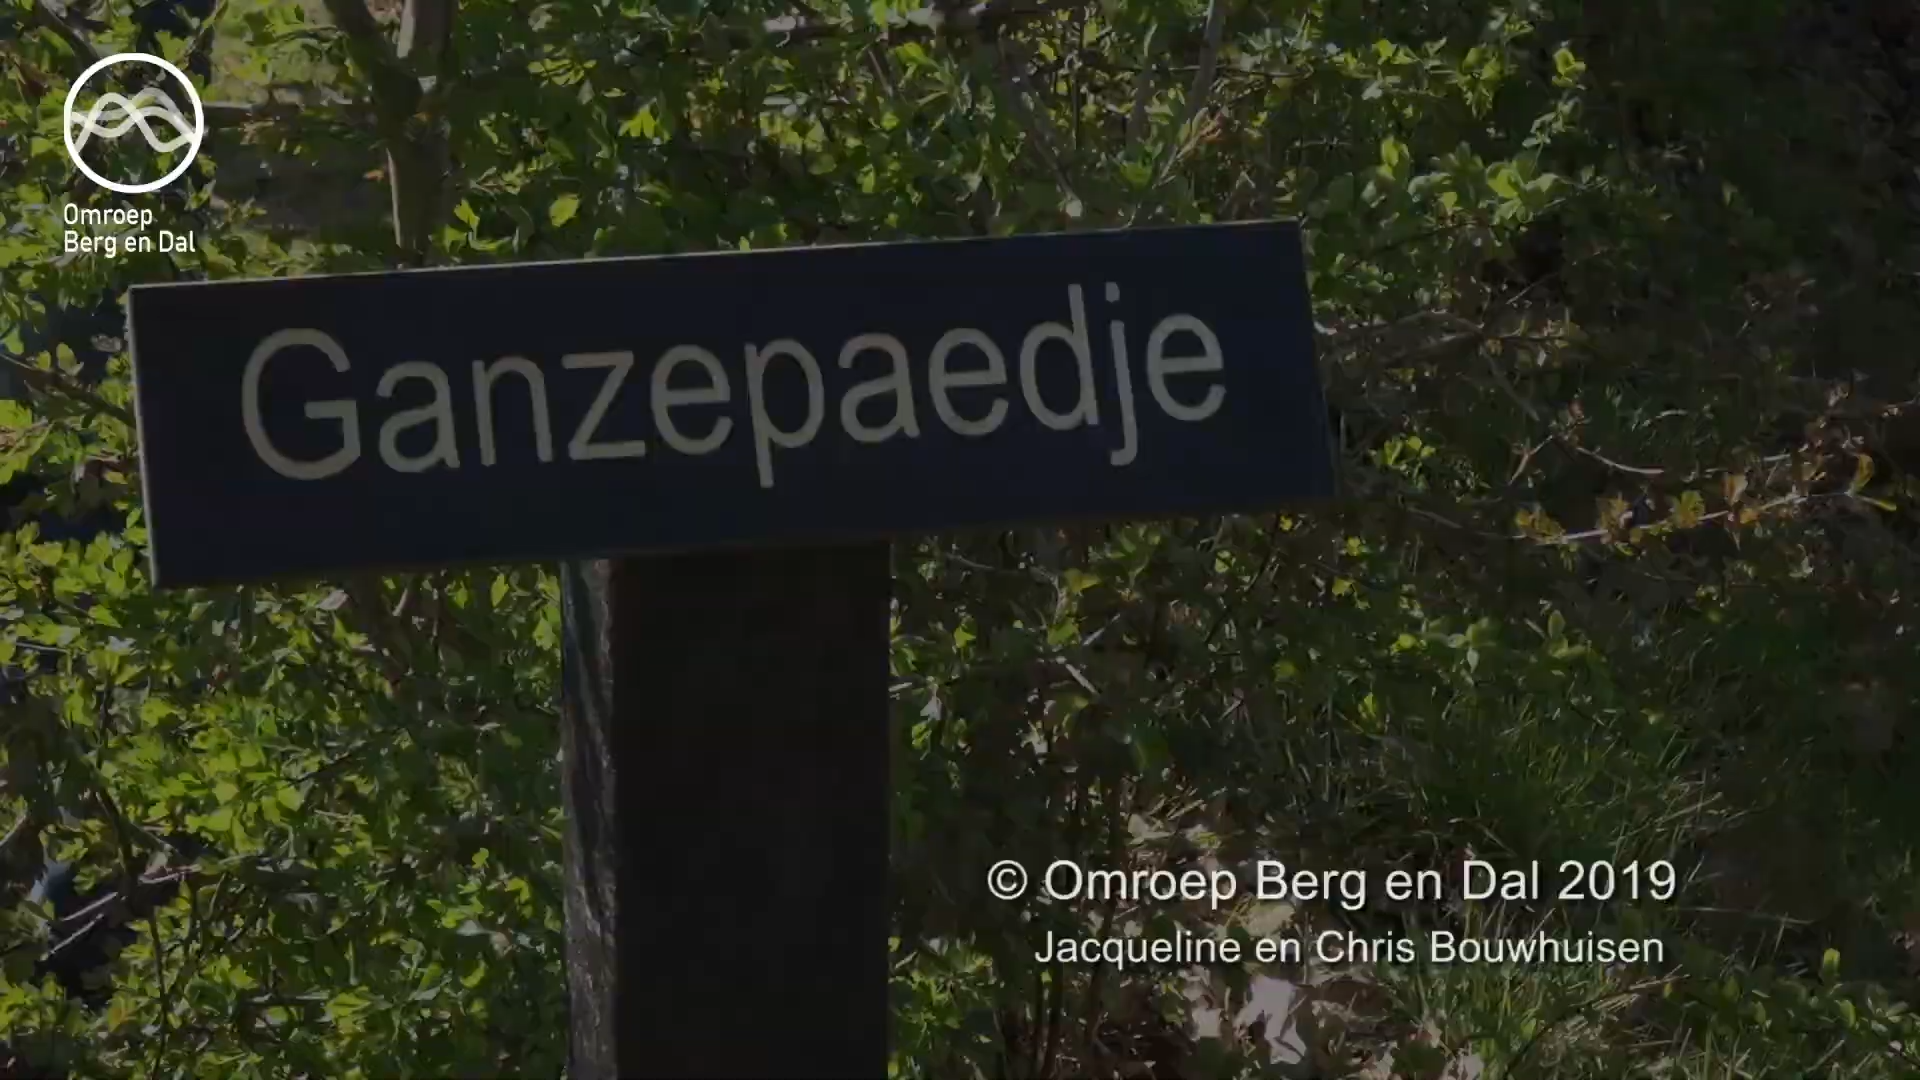 Omroep
Berg en Dal
Ganzepaedje
© Omroep Berg en Dal 2019
Jacqueline en Chris Bouwhuisen